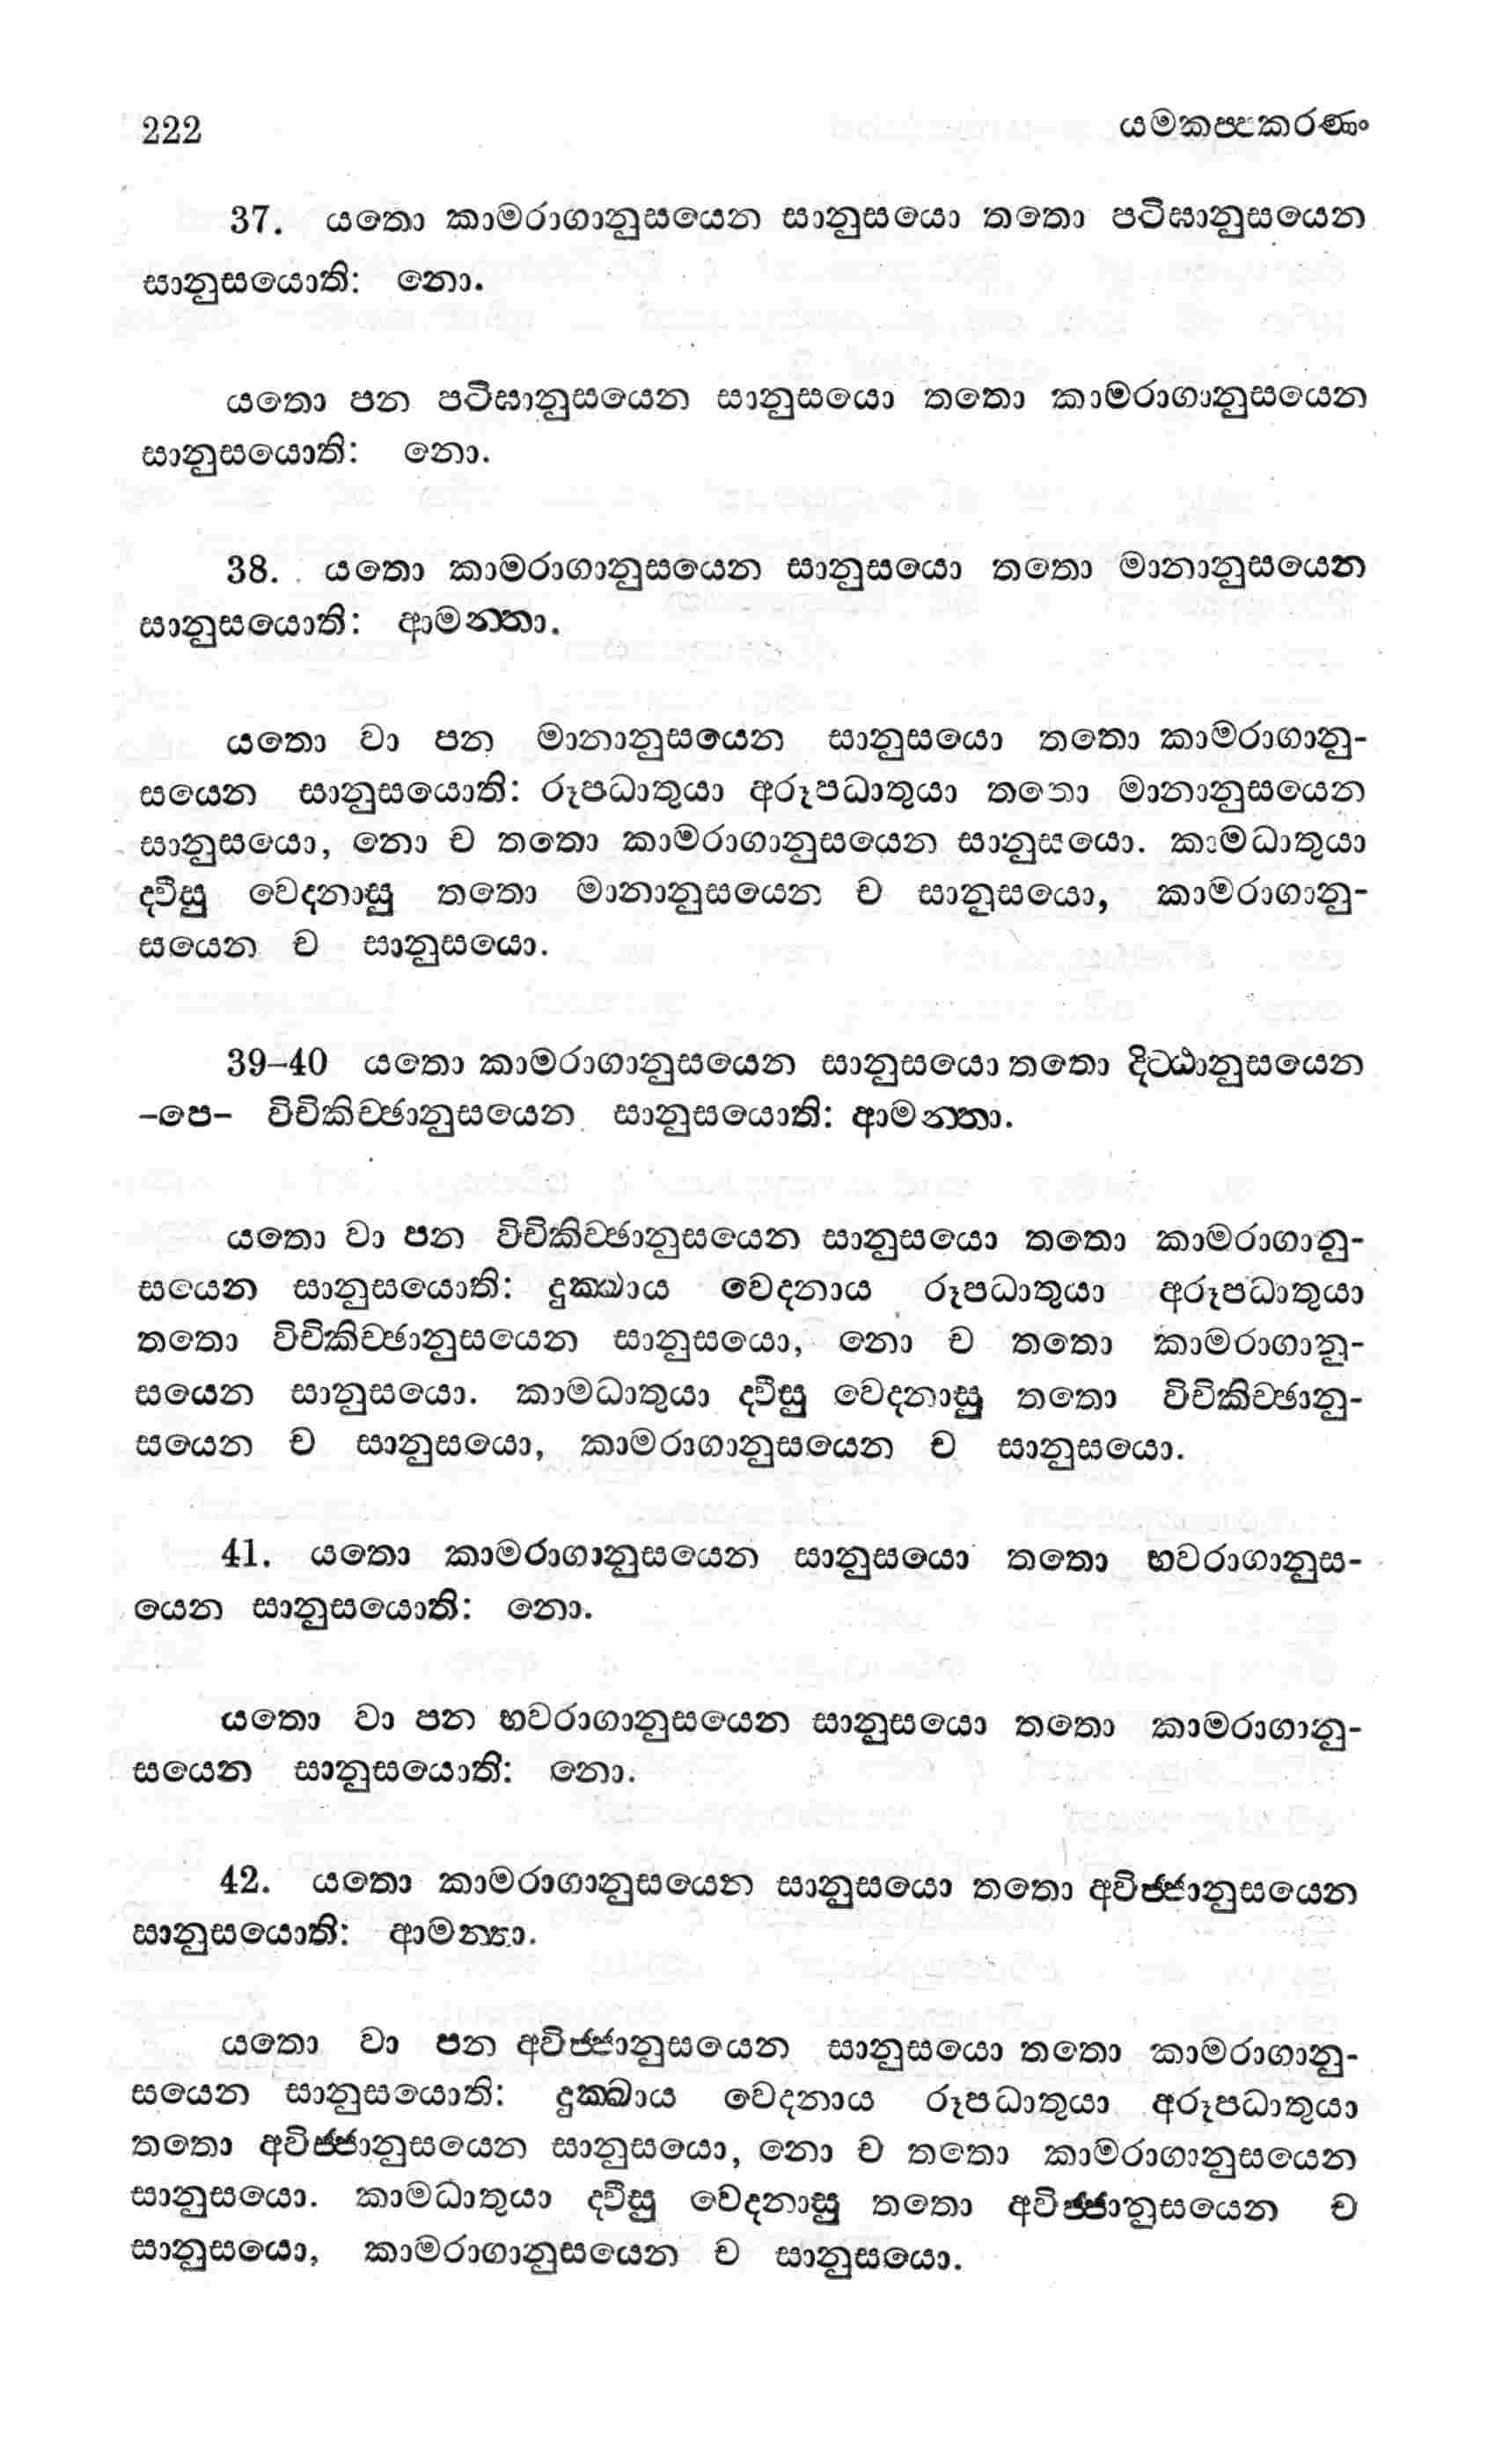 222 යමකප්පකරණං
37. යතො කාමරාගානුසයෙන සානුසයො තතො පටිඝානුසයෙන
සානුසයොති: නො.
යතො පන පටිඝානුසයෙන සානුසයො තතො කාමරාගානුසයෙන
සානුසයොති: නො.
38. යතො කාමරාගානුසයෙන සානුසයො තතො මානානුසයෙන
සානුසයොති: ආමන්තා.
යතො වා පන මානානුසයෙන සානුසයො තතො කාමරාගානු-
සයෙන සානුසයොති: රූපධාතුයා අරූපධාතුයා තතො මානානුසයෙන
සානුසයො, නො ච තතො කාමරාගානුසයෙන සානුසයො. කාමධාතුයා
ද්වීසු වෙදනාසු තතො මානානුසයෙන ච සානුසයො, කාමරාගානු-
සයෙන ච සානුසයො.
39–40 යතො කාමරාගානුසයෙන සානුසයො තතො දිට්ඨානුසයෙන
–පෙ– විචිකිච්ඡානුසයෙන සානුසයොති: ආමන්තා.
යතො වා පන විචිකිච්ඡානුසයෙන සානුසයො තතො කාමරාගානු-
සයෙන සානුසයොති: දුක්ඛාය වෙදනාය රූපධාතුයා අරූපධාතුයා
තතො විචිකිච්ඡානුසයෙන සානුසයො, නො ච තතො කාමරාගානු-
සයෙන සානුසයො. කාමධාතුයා ද්වීසු වෙදනාසු තතො විචිකිච්ඡානු-
සයෙන ච සානුසයො, කාමරාගානුසයෙන ච සානුසයො.
41. යතො කාමරාගානුසයෙන සානුසයො තතො භවරාගානුස-
යෙන සානුසයොති: නො.
යතො වා පන භවරාගානුසයෙන සානුසයො තතො කාමරාගානු-
සයෙන සානුසයොති: නො.
42. යතො කාමරාගානුසයෙන සානුසයො තතො අවිජ්ජානුසයෙන
සානුසයොති: ආමන්තා.
යතො වා පන අවිජ්ජානුසයෙන සානුසයො තතො කාමරාගානු-
සයෙන සානුසයොති: දුක්ඛාය වෙදනාය රූපධාතුයා අරූපධාතුයා
තතො අවිජ්ජානුසයෙන සානුසයො, නො ච තතො කාමරාගානුසයෙන
සානුසයො. කාමධාතුයා ද්වීසු වෙදනාසු තතො අවිජ්ජානුසයෙන ච
සානුසයො, කාමරාගානුසයෙන ච සානුසයො.